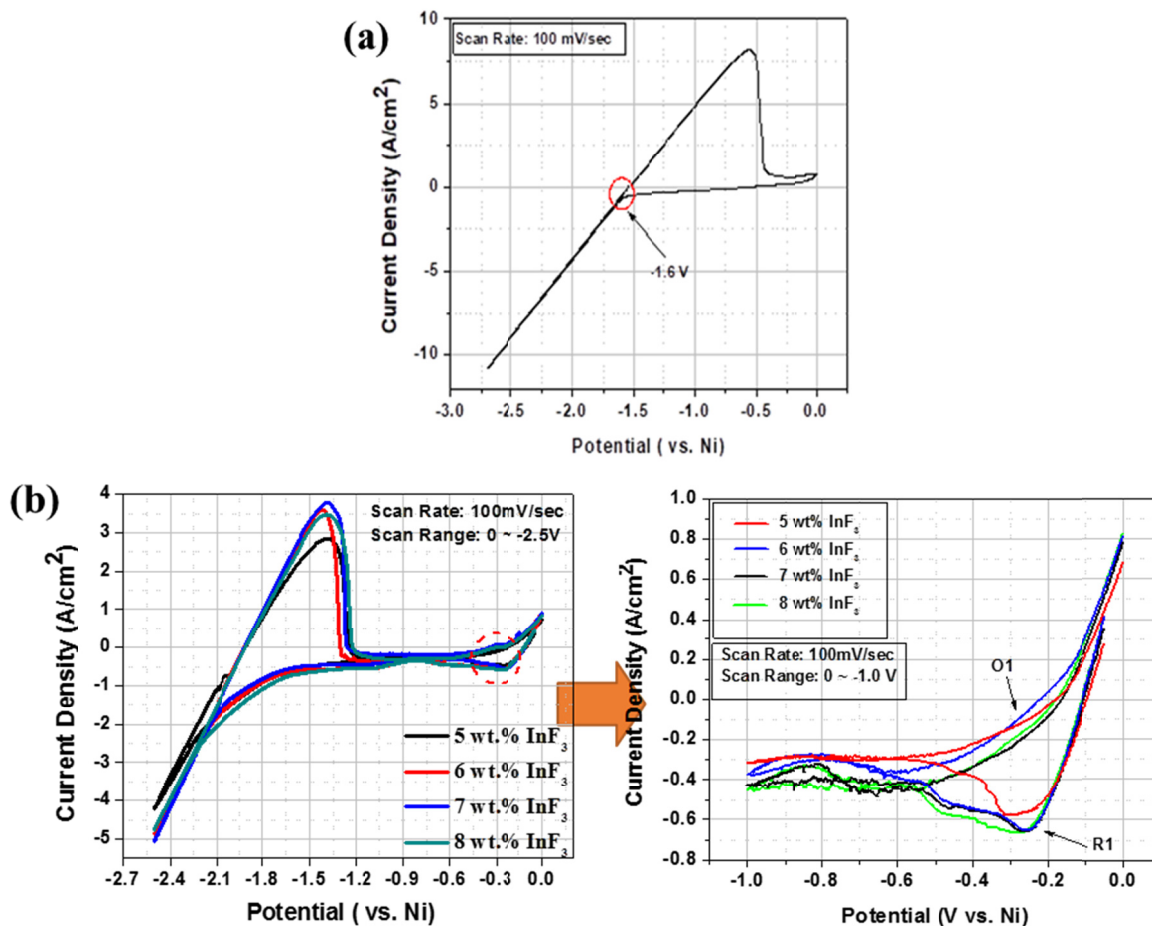 (a)
Scan Rate: 100 mV/sec
Current Density (A/cm²)
10
5
0
-5
-10
-1.6 V
-3.0 -2.5 -2.0 -1.5 -1.0 -0.5 0.0
Potential ( vs. Ni)
(b)
Current Density (A/cm²)
4
3
2
1
0
-1
-2
-3
-4
-5
Scan Rate: 100mV/sec
Scan Range: 0 ~ -2.5V
5 wt.% InF₃
6 wt.% InF₃
7 wt.% InF₃
8 wt.% InF₃
-2.7 -2.4 -2.1 -1.8 -1.5 -1.2 -0.9 -0.6 -0.3 0.0
Potential ( vs. Ni)
Current Density (A/cm²)
1.0
0.8
0.6
0.4
0.2
0.0
-0.2
-0.4
-0.6
-0.8
5 wt% InF₃
6 wt% InF₃
7 wt% InF₃
8 wt% InF₃
Scan Rate: 100mV/sec
Scan Range: 0 ~ -1.0 V
O1
R1
-1.0 -0.8 -0.6 -0.4 -0.2 0.0
Potential (V vs. Ni)